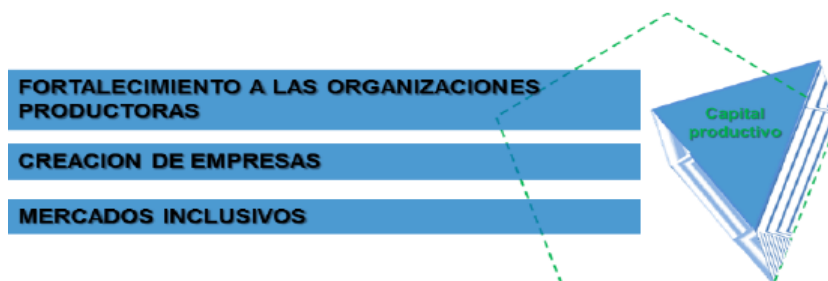 FORTALECIMIENTO A LAS ORGANIZACIONES
PRODUCTORAS
CREACION DE EMPRESAS
MERCADOS INCLUSIVOS
Capital
productivo